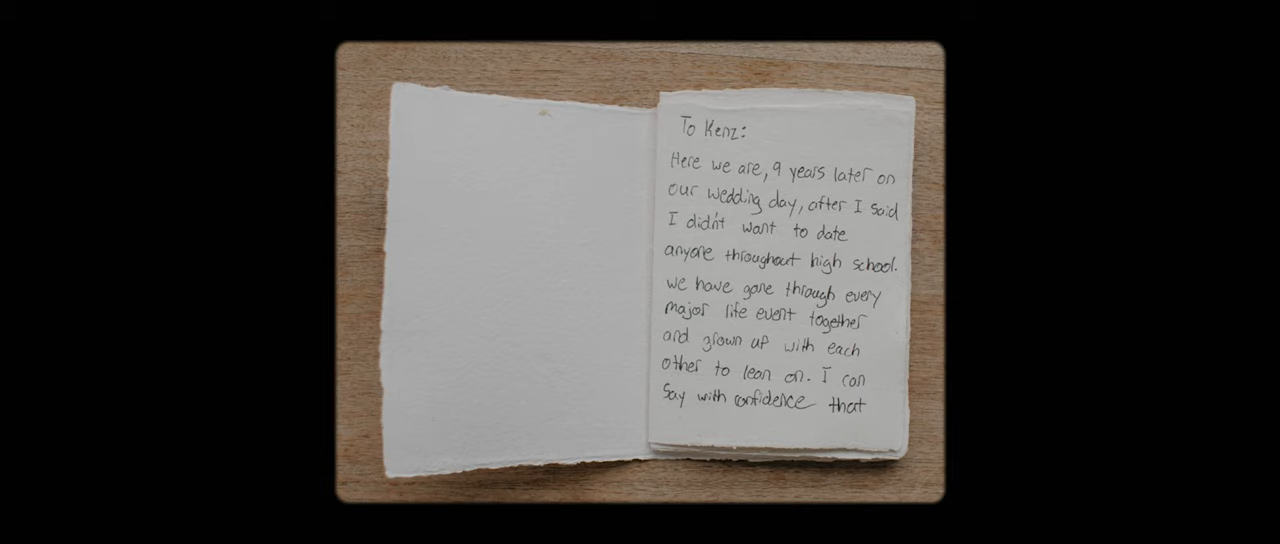 To Kenz:
Here we are, 9 years later on
our wedding day, after I said
I didn't want to date
anyone throughout high school.
we have gone through every
major life event together
and grown up with each
other to lean on. I can
Say with confidence that